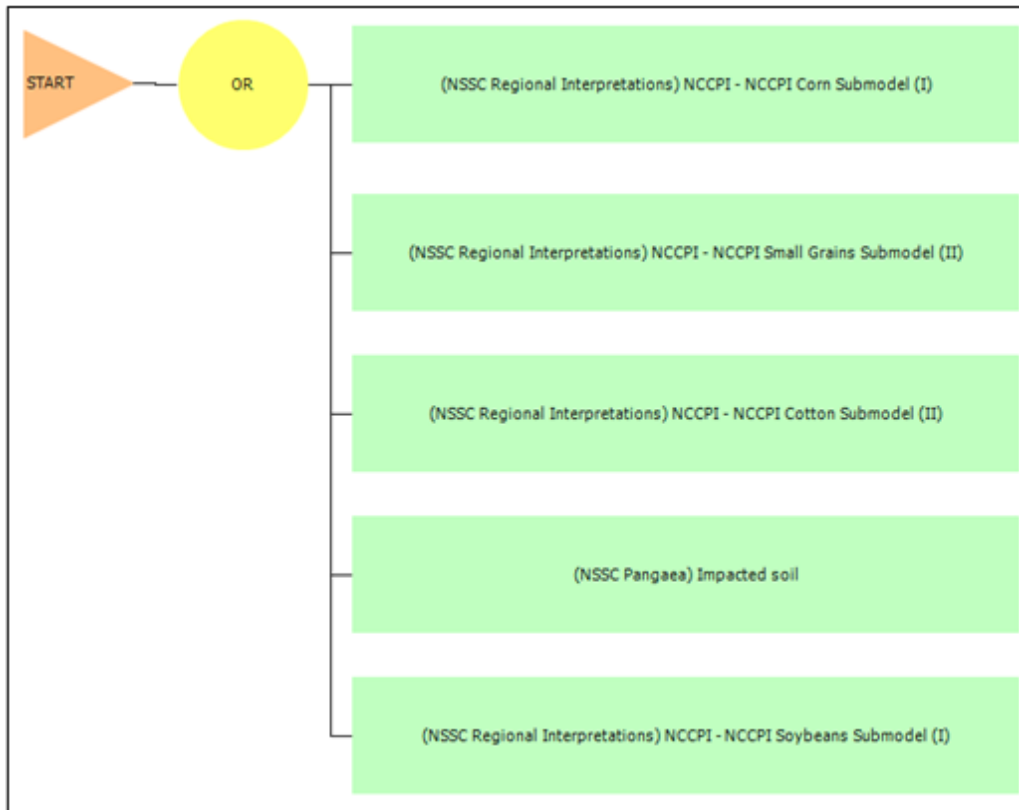 START
OR
(NSSC Regional Interpretations) NCCPI - NCCPI Corn Submodel (I)
(NSSC Regional Interpretations) NCCPI - NCCPI Small Grains Submodel (II)
(NSSC Regional Interpretations) NCCPI - NCCPI Cotton Submodel (II)
(NSSC Pangaea) Impacted soil
(NSSC Regional Interpretations) NCCPI - NCCPI Soybeans Submodel (I)